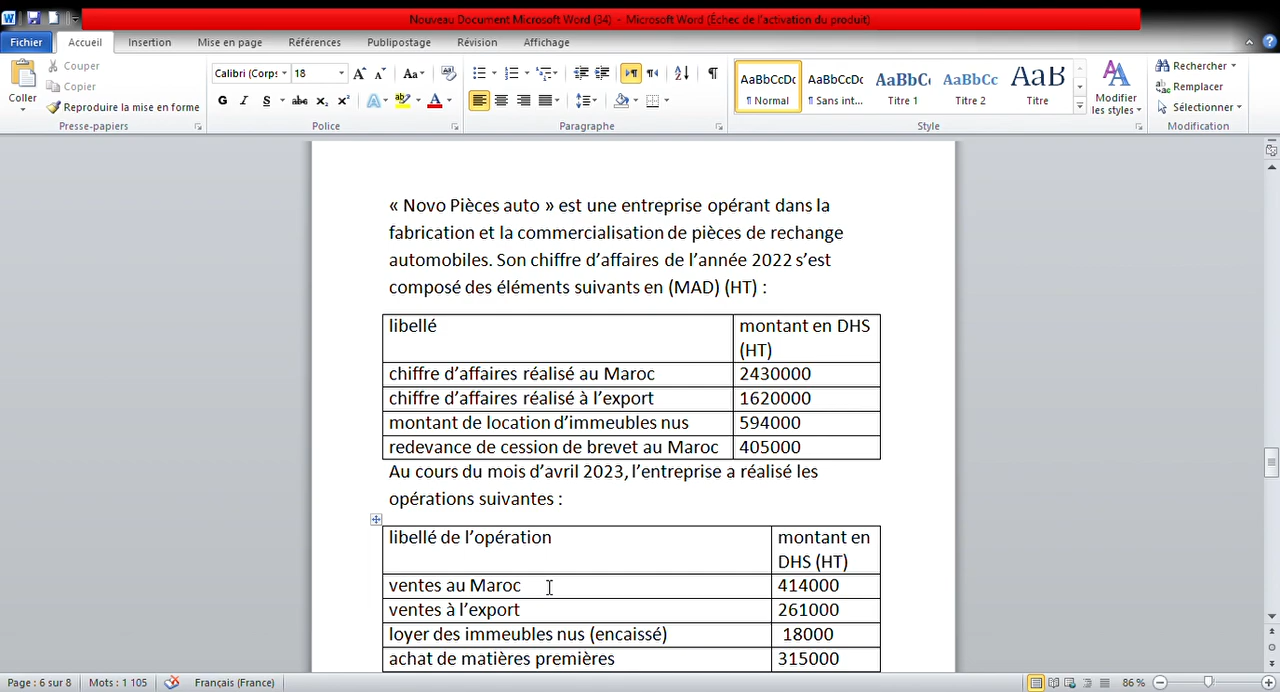 Nouveau Document Microsoft Word (34) - Microsoft Word (Échec de l'activation du produit)
Fichier Accueil Insertion Mise en page Références Publipostage Révision Affichage
Coller
Couper
Copier
Reproduire la mise en forme
Presse-papiers
Calibri (Corps 18
G I S abc x₂ x²
Police
Paragraphe
AaBbCcDc AaBbCcDc AaBbC AaBbCc AaB
¶ Normal ¶ Sans int... Titre 1 Titre 2 Titre
Modifier
les styles
Style
Rechercher
Remplacer
Sélectionner
Modification
« Novo Pièces auto » est une entreprise opérant dans la
fabrication et la commercialisation de pièces de rechange
automobiles. Son chiffre d'affaires de l'année 2022 s'est
composé des éléments suivants en (MAD) (HT) :
libellé montant en DHS
(HT)
chiffre d'affaires réalisé au Maroc 2430000
chiffre d'affaires réalisé à l'export 1620000
montant de location d'immeubles nus 594000
redevance de cession de brevet au Maroc 405000
Au cours du mois d'avril 2023, l'entreprise a réalisé les
opérations suivantes :
libellé de l'opération montant en
DHS (HT)
ventes au Maroc 414000
ventes à l'export 261000
loyer des immeubles nus (encaissé) 18000
achat de matières premières 315000
Page : 6 sur 8 Mots : 1 105 Français (France) 86 %